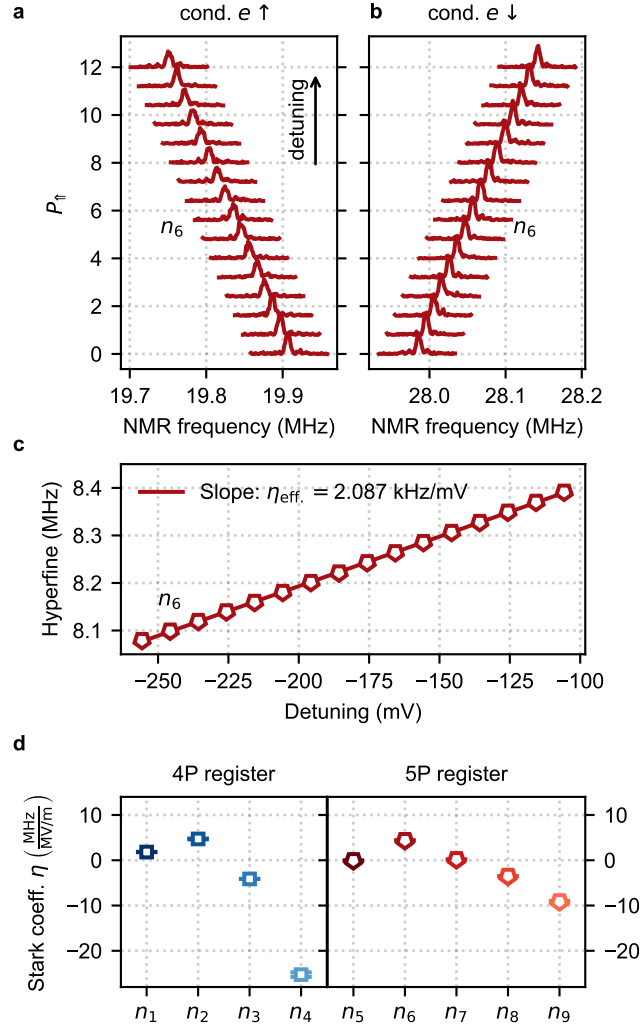 a
cond. e ↑
b
cond. e ↓
P⇑
12
10
8
6
4
2
0
detuning
n6
n6
19.7
19.8
19.9
28.0
28.1
28.2
NMR frequency (MHz)
NMR frequency (MHz)
c
Hyperfine (MHz)
8.4
8.3
8.2
8.1
Slope: ηeff. = 2.087 kHz/mV
n6
−250
−225
−200
−175
−150
−125
−100
Detuning (mV)
d
4P register
5P register
Stark coeff. η (MHz / MV/m)
10
0
−10
−20
10
0
−10
−20
n1
n2
n3
n4
n5
n6
n7
n8
n9